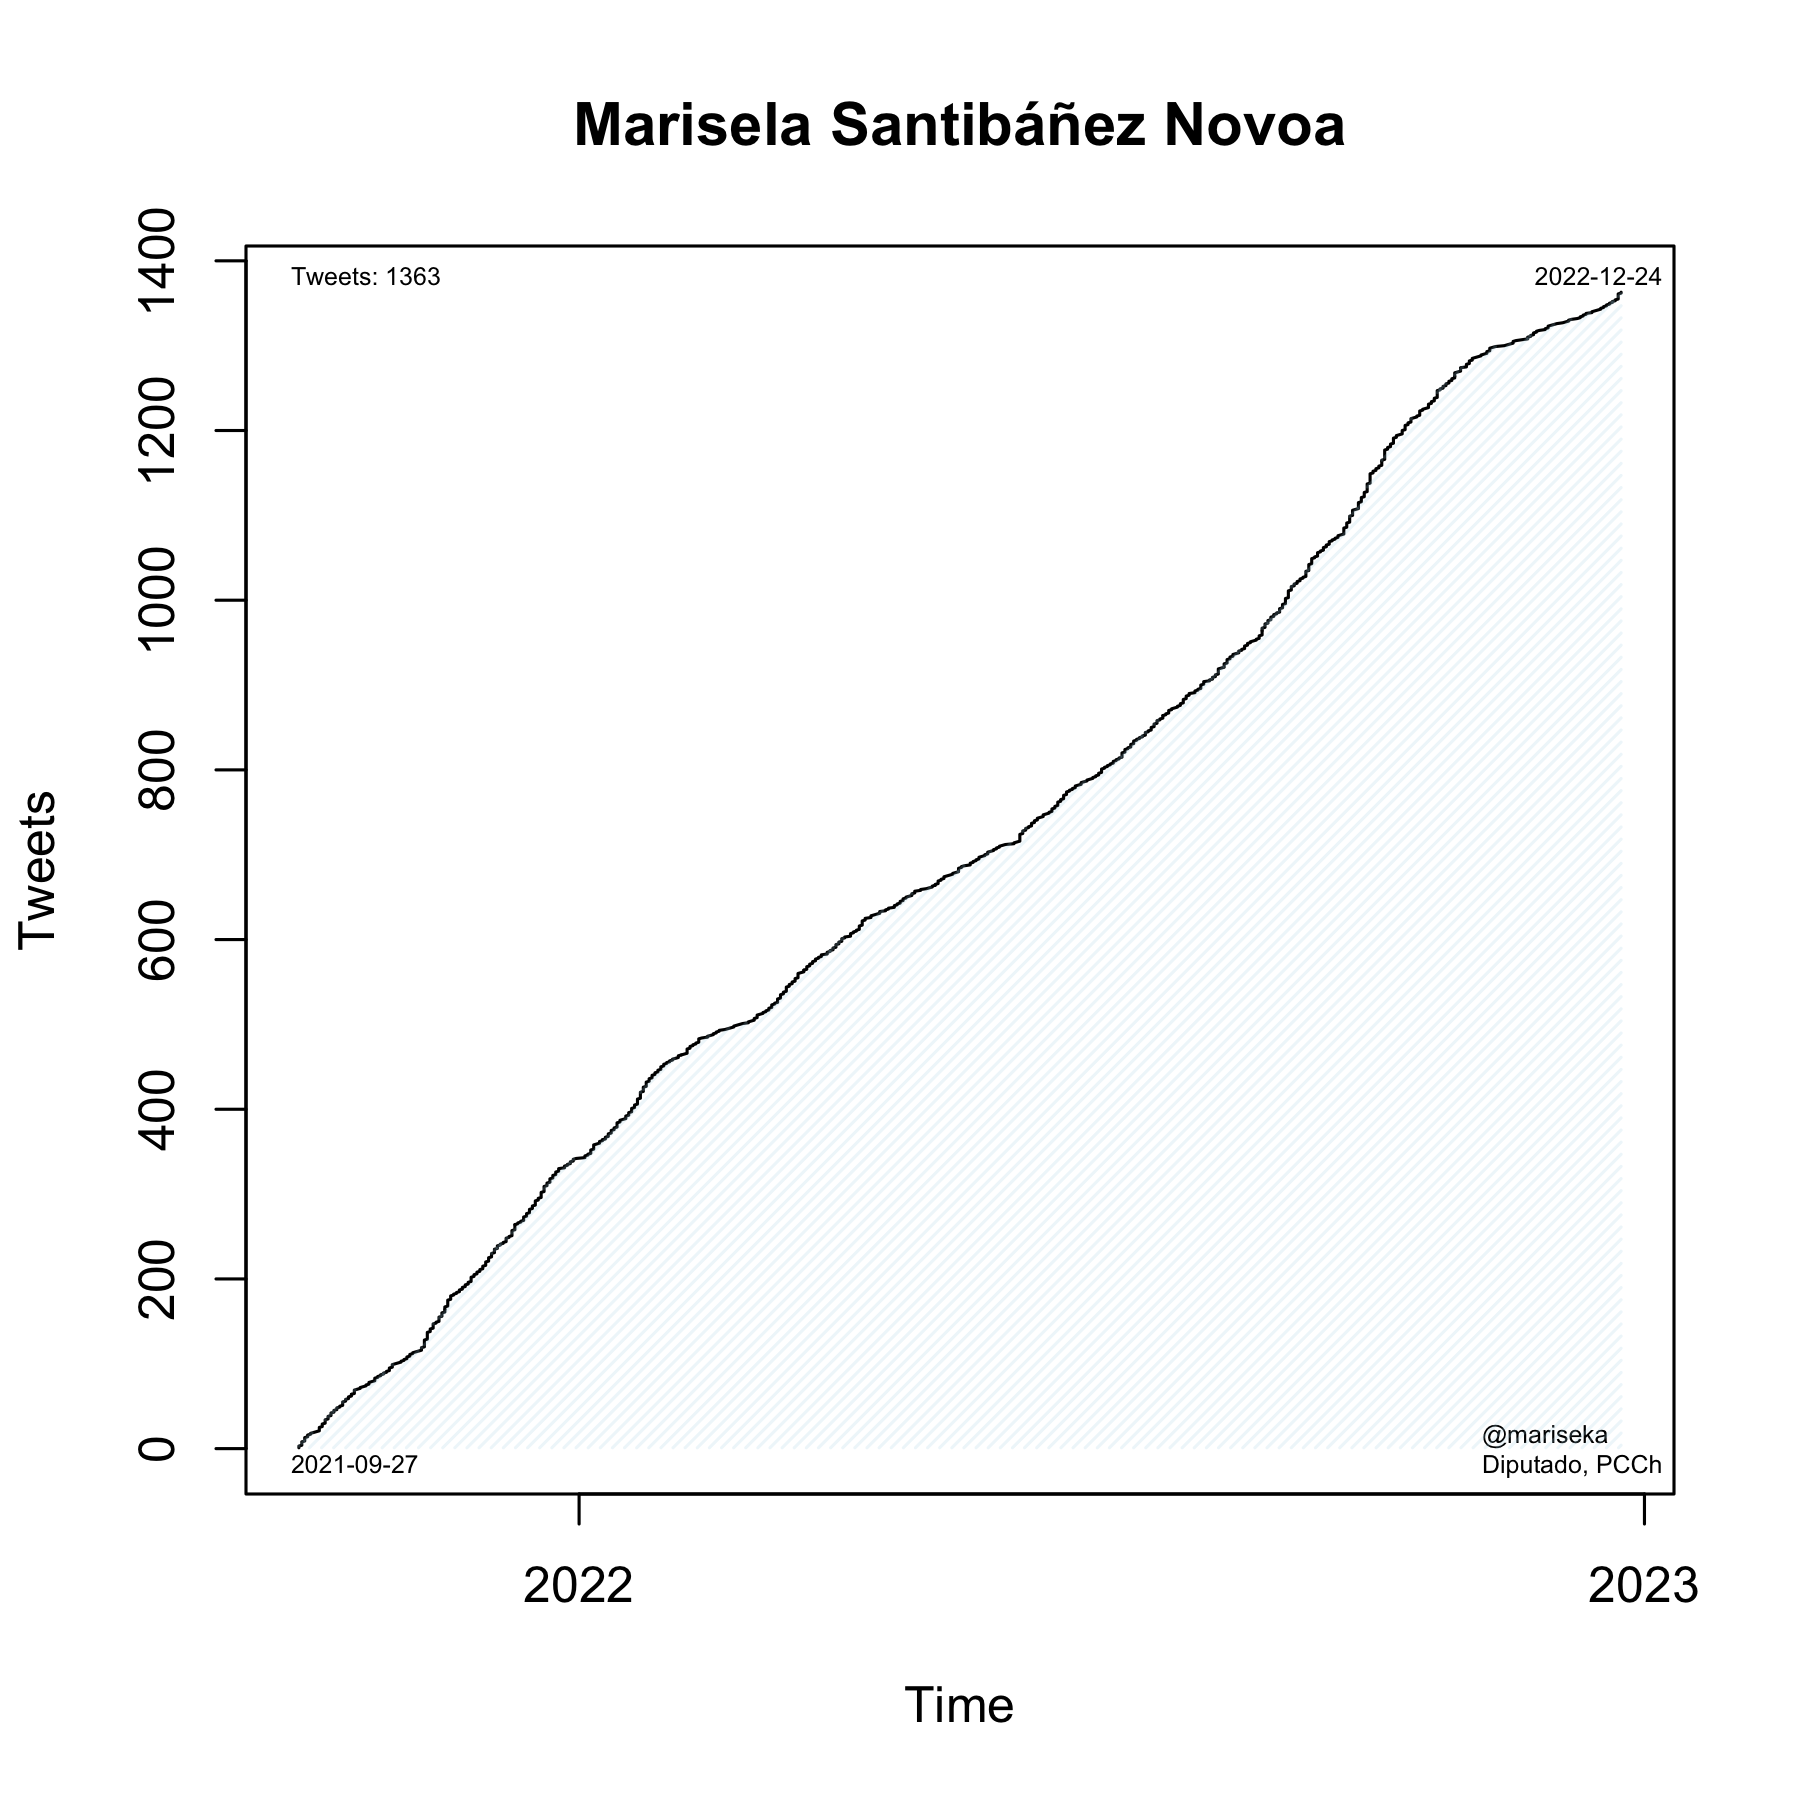 Marisela Santibáñez Novoa
Tweets: 1363
2022-12-24
1400
1200
1000
800
600
400
200
0
Tweets
@mariseka
Diputado, PCCh
2021-09-27
2022
2023
Time